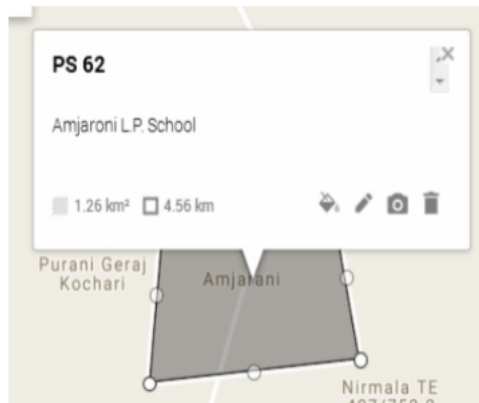 PS 62
Amjaroni L.P. School
1.26 km² 4.56 km
Purani Geraj
Kochari
Amjarani
Nirmala TE